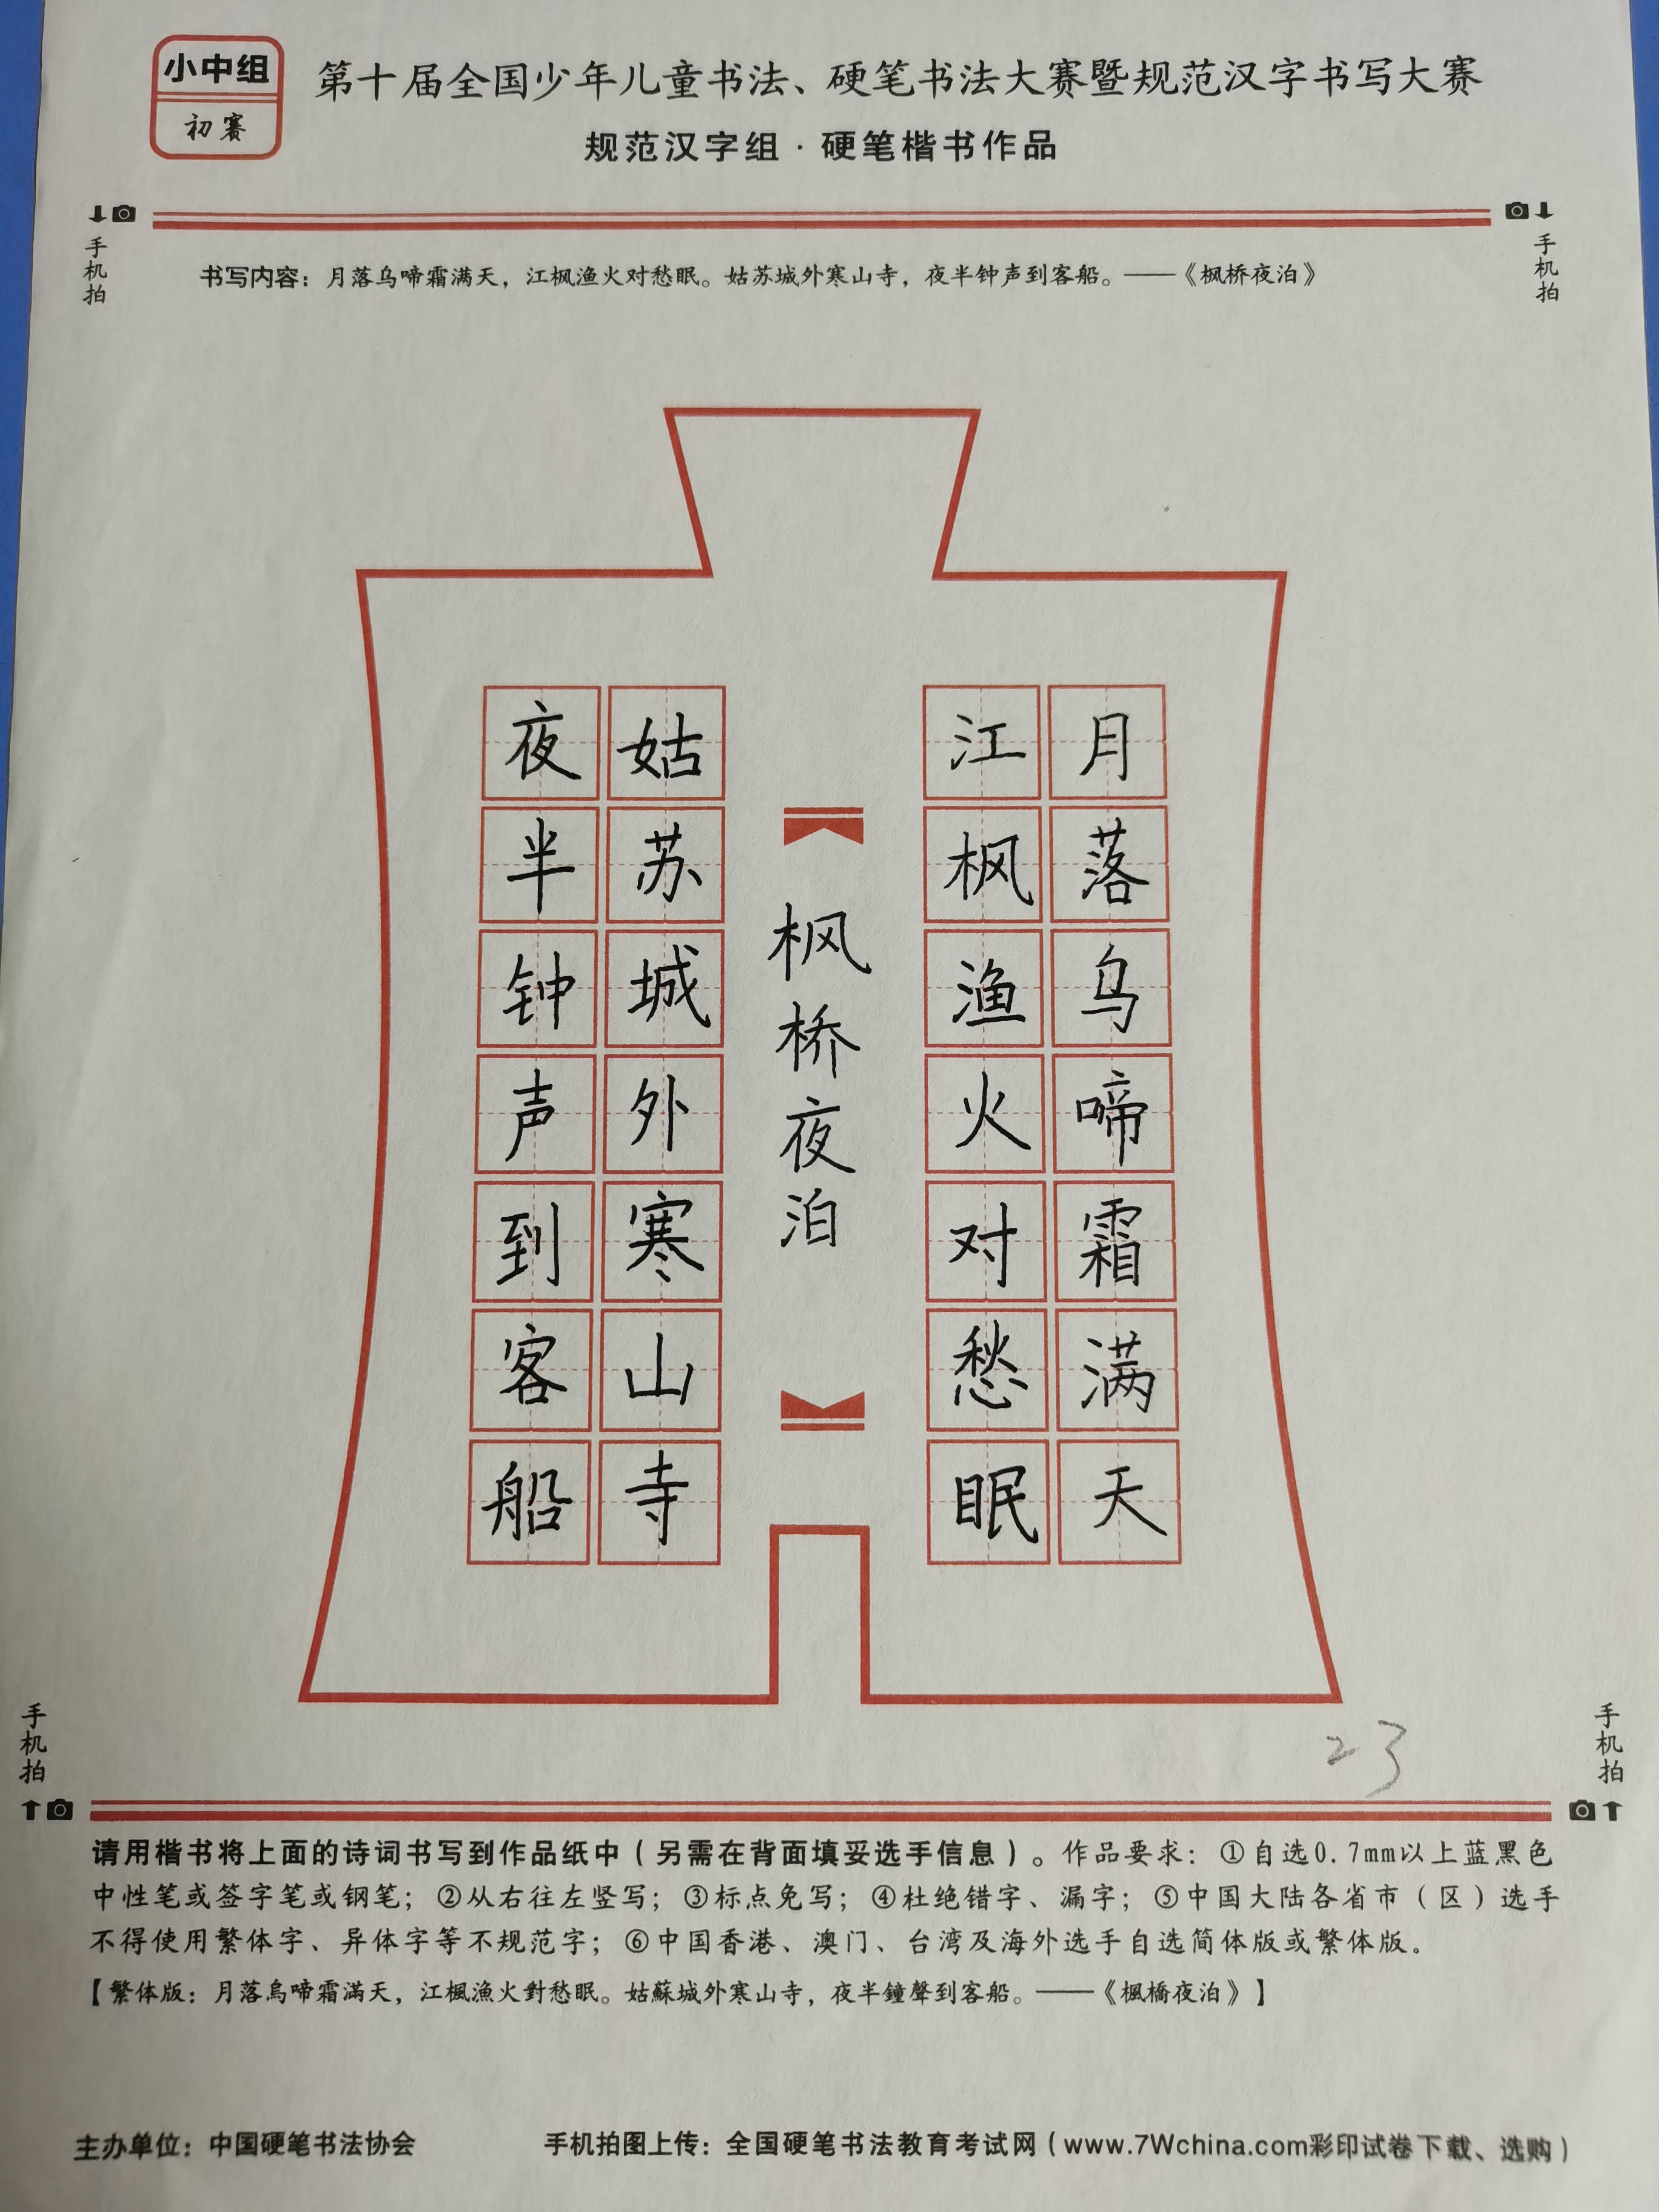 小中组
初赛
第十届全国少年儿童书法、硬笔书法大赛暨规范汉字书写大赛
规范汉字组·硬笔楷书作品
手机拍
手机拍
书写内容：月落乌啼霜满天，江枫渔火对愁眠。姑苏城外寒山寺，夜半钟声到客船。——《枫桥夜泊》
月落乌啼霜满天
江枫渔火对愁眠
枫桥夜泊
姑苏城外寒山寺
夜半钟声到客船
23
手机拍
手机拍
请用楷书将上面的诗词书写到作品纸中（另需在背面填妥选手信息）。作品要求：①自选0.7mm以上蓝黑色
中性笔或签字笔或钢笔；②从右往左竖写；③标点免写；④杜绝错字、漏字；⑤中国大陆各省市（区）选手
不得使用繁体字、异体字等不规范字；⑥中国香港、澳门、台湾及海外选手自选简体版或繁体版。
【繁体版：月落烏啼霜滿天，江楓漁火對愁眠。姑蘇城外寒山寺，夜半鐘聲到客船。——《楓橋夜泊》】
主办单位：中国硬笔书法协会
手机拍图上传：全国硬笔书法教育考试网（www.7Wchina.com彩印试卷下载、选购）